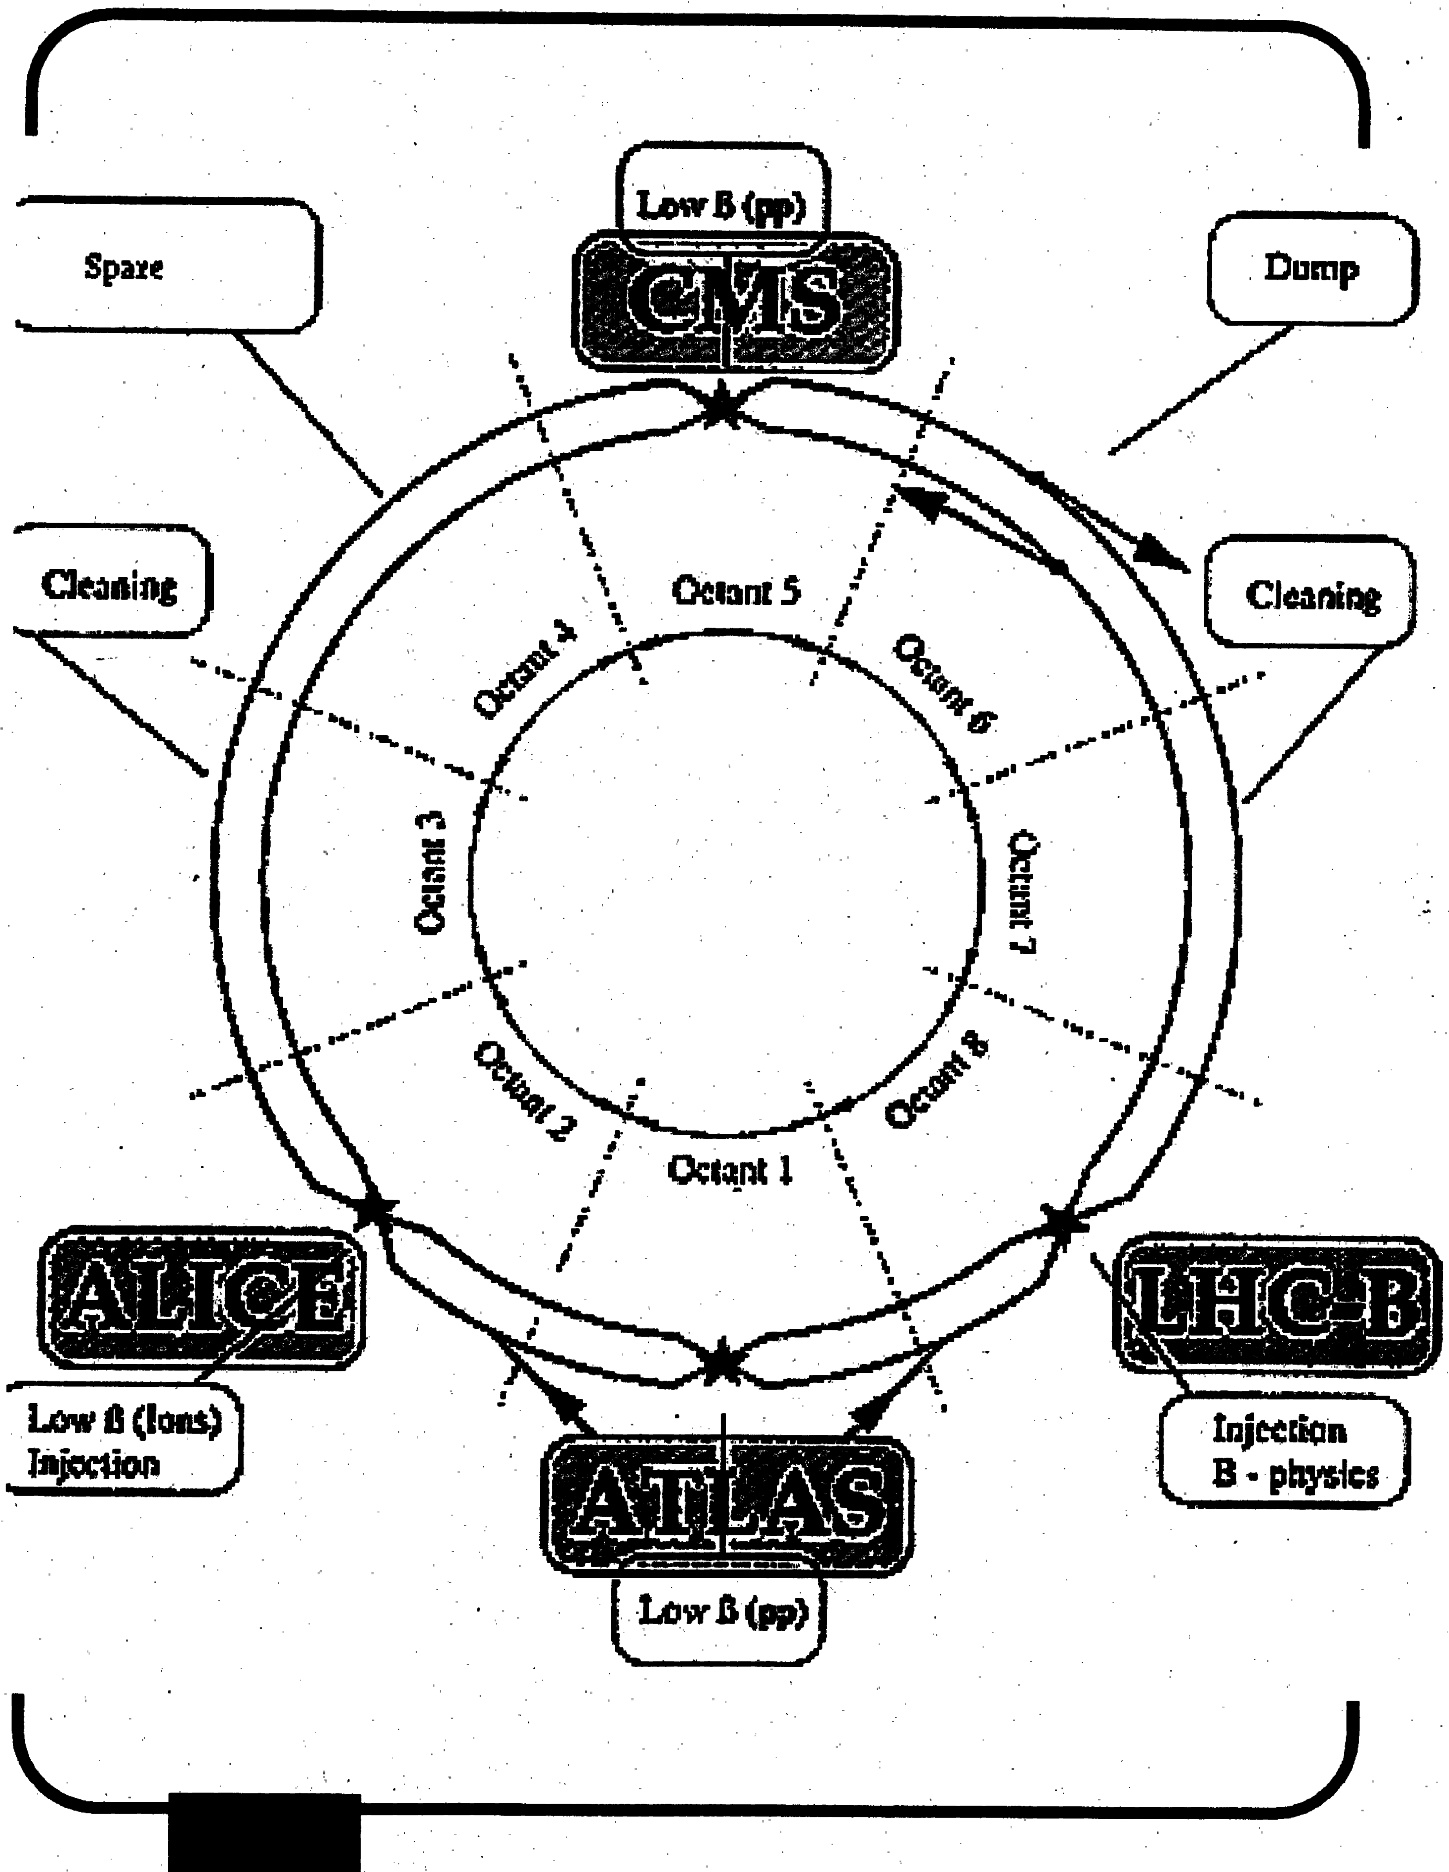 Low ß (pp)
CMS
Spare
Dump
Cleaning
Cleaning
Octant 5
Octant 4
Octant 6
Octant 3
Octant 7
Octant 2
Octant 8
Octant 1
ALICE
LHC-B
Low ß (Ions)
Injection
Injection
B - physics
ATLAS
Low ß (pp)